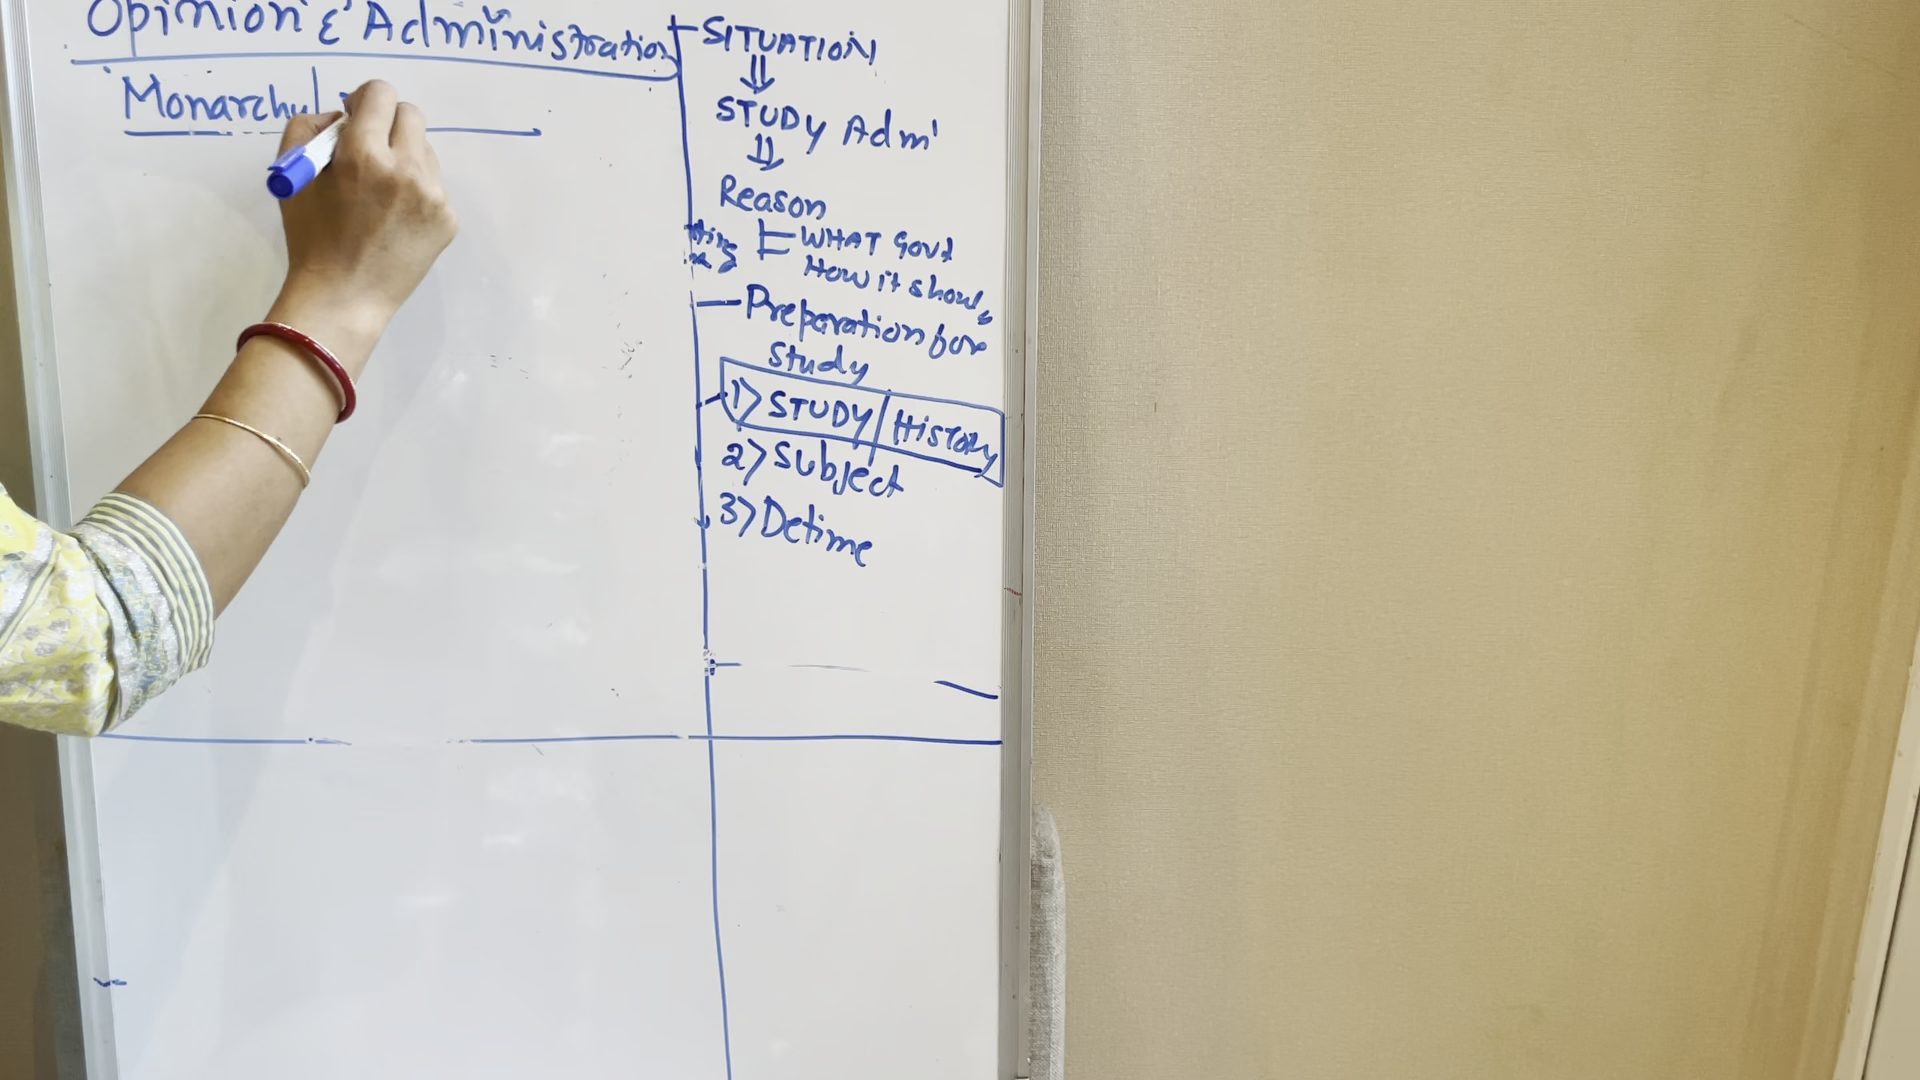 Opinion & Administration
Monarchy |
SITUATION
⇓
STUDY Adm'
⇓
Reason
WHAT Govt
How it should
Preparation for
Study
1) STUDY / History
2) Subject
3) Detime